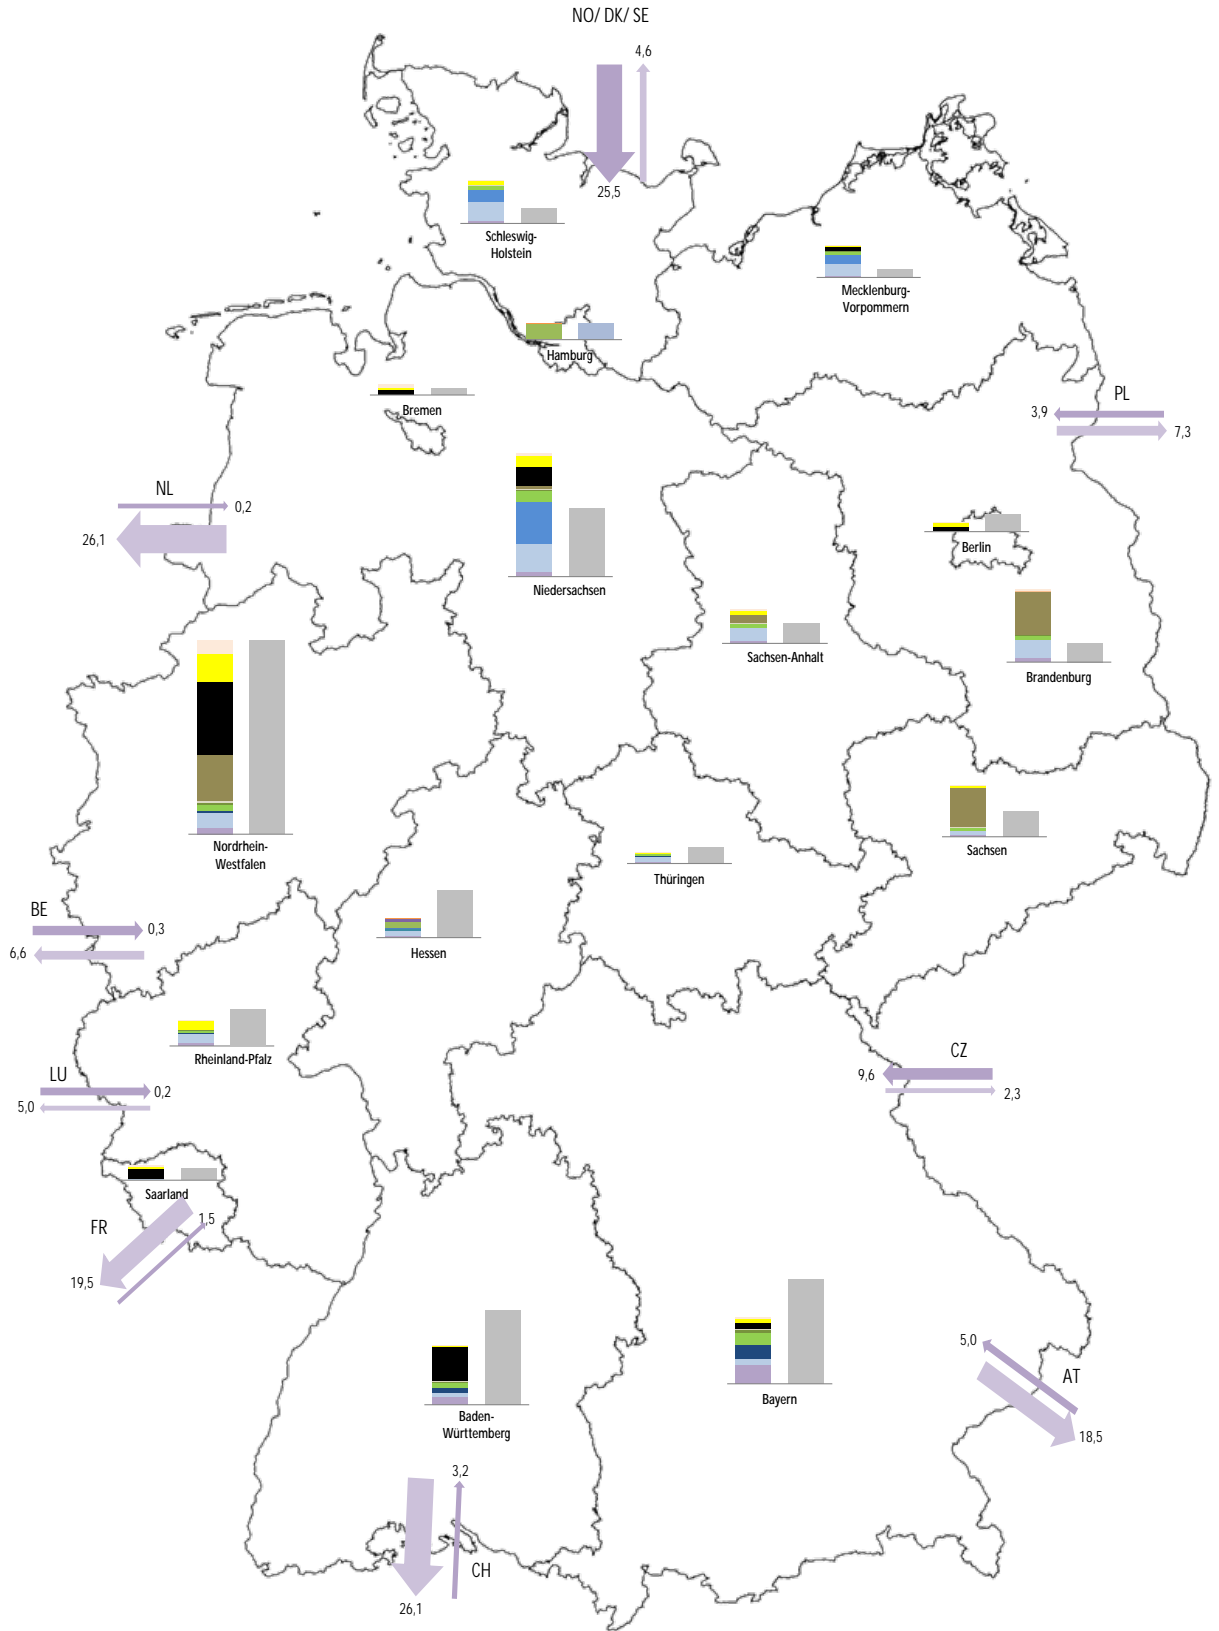 NO/ DK/ SE
4,6
25,5
Schleswig-
Holstein
Mecklenburg-
Vorpommern
Hamburg
Bremen
PL
3,9
7,3
NL
0,2
26,1
Berlin
Niedersachsen
Sachsen-Anhalt
Brandenburg
Nordrhein-
Westfalen
Sachsen
Thüringen
BE
0,3
6,6
Hessen
Rheinland-Pfalz
CZ
9,6
2,3
LU
0,2
5,0
Saarland
FR
1,5
19,5
5,0
AT
18,5
Bayern
Baden-
Württemberg
3,2
CH
26,1